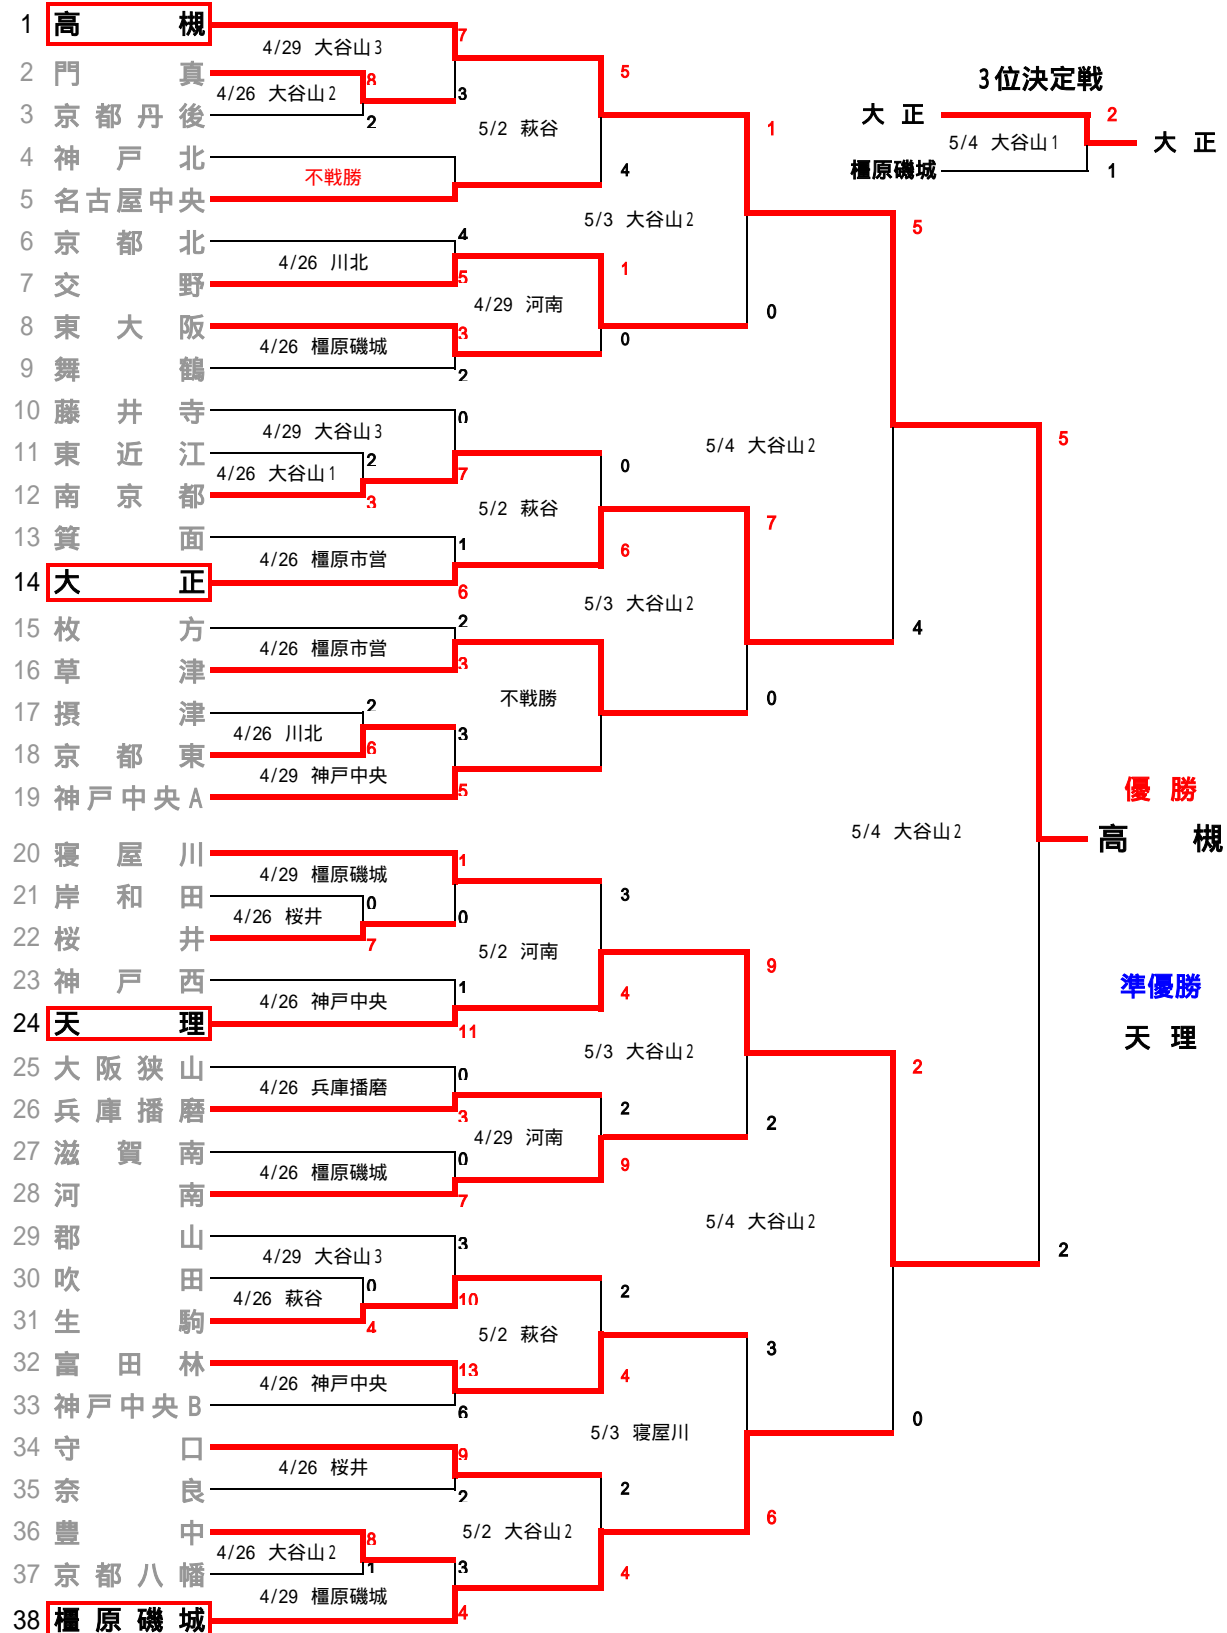 1 高槻
7
4/29 大谷山3
2 門真
8
5
3位決定戦
4/26 大谷山2
3
3 京都丹後
2
大正
2
5/2 萩谷
1
5/4 大谷山1
大正
4 神戸北
橿原磯城
1
不戦勝
4
5 名古屋中央
5/3 大谷山2
5
6 京都北
4
4/26 川北
7 交野
5
1
4/29 河南
0
8 東大阪
3
0
4/26 橿原磯城
9 舞鶴
2
10 藤井寺
0
4/29 大谷山3
5/4 大谷山2
5
11 東近江
2
0
4/26 大谷山1
7
12 南京都
3
5/2 萩谷
7
13 箕面
1
6
4/26 橿原市営
14 大正
6
5/3 大谷山2
15 枚方
2
4
4/26 橿原市営
16 草津
3
不戦勝
0
17 摂津
2
4/26 川北
3
18 京都東
6
4/29 神戸中央
19 神戸中央A
5
優勝
5/4 大谷山2
高槻
20 寝屋川
1
4/29 橿原磯城
3
21 岸和田
0
4/26 桜井
0
22 桜井
7
5/2 河南
9
23 神戸西
1
4
準優勝
4/26 神戸中央
24 天理
11
天理
5/3 大谷山2
25 大阪狭山
0
2
4/26 兵庫播磨
26 兵庫播磨
3
2
2
4/29 河南
27 滋賀南
0
9
4/26 橿原磯城
28 河南
7
5/4 大谷山2
29 郡山
3
2
4/29 大谷山3
30 吹田
0
2
4/26 萩谷
10
31 生駒
4
5/2 萩谷
3
32 富田林
13
4
4/26 神戸中央
33 神戸中央B
6
0
5/3 寝屋川
34 守口
9
4/26 桜井
2
35 奈良
2
6
36 豊中
8
5/2 大谷山2
4/26 大谷山2
3
37 京都八幡
1
4
4/29 橿原磯城
38 橿原磯城
4